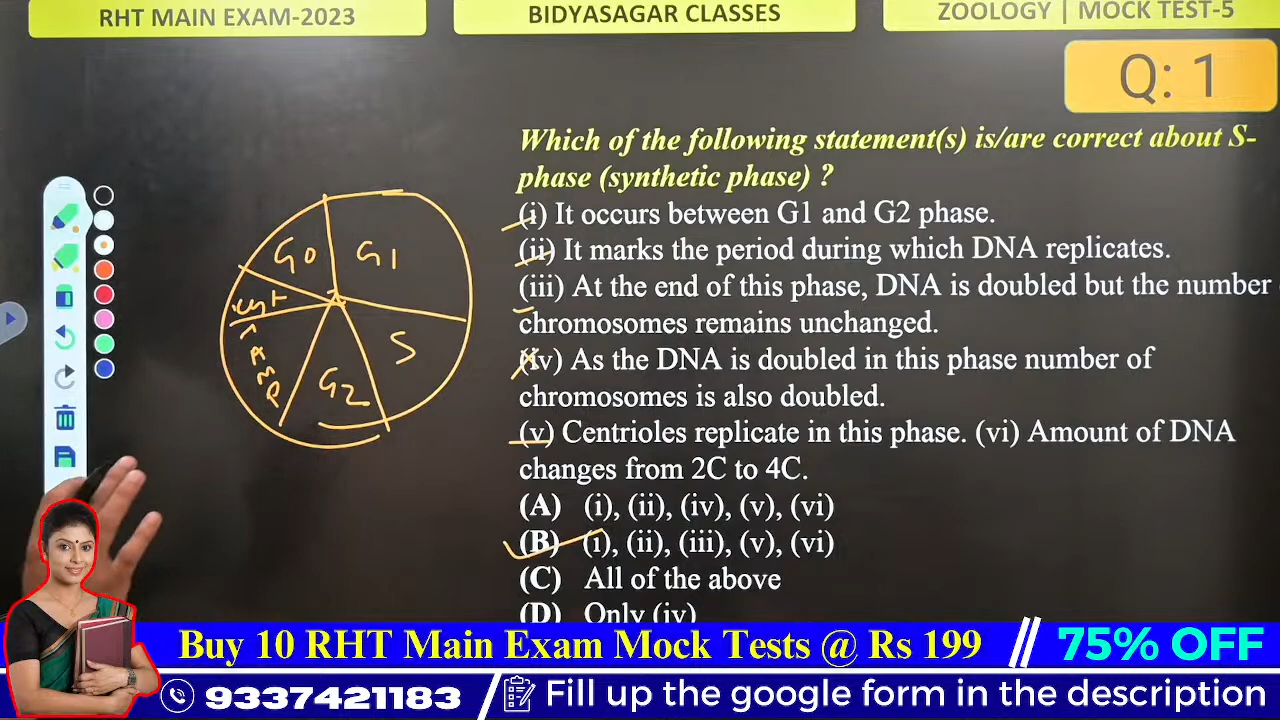 RHT MAIN EXAM-2023
BIDYASAGAR CLASSES
ZOOLOGY | MOCK TEST-5
Q: 1
Which of the following statement(s) is/are correct about S-
phase (synthetic phase) ?
(i) It occurs between G1 and G2 phase.
(ii) It marks the period during which DNA replicates.
(iii) At the end of this phase, DNA is doubled but the number
chromosomes remains unchanged.
(iv) As the DNA is doubled in this phase number of
chromosomes is also doubled.
(v) Centrioles replicate in this phase. (vi) Amount of DNA
changes from 2C to 4C.
(A) (i), (ii), (iv), (v), (vi)
(B) (i), (ii), (iii), (v), (vi)
(C) All of the above
(D) Only (iv)
G0
G1
S
G2
Buy 10 RHT Main Exam Mock Tests @ Rs 199 // 75% OFF
9337421183
Fill up the google form in the description